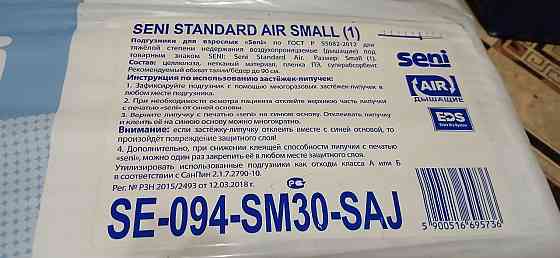 SENI STANDARD AIR SMALL (1)
Подгузники для взрослых «Seni» по ГОСТ Р 55082-2012 для
тяжёлой степени недержания воздухопроницаемые (дышащие) под
товарным знаком SENI: Seni Standard Air. Размер Small (1).
Состав: целлюлоза, нетканый материал, пленка ПЭ, суперабсорбент.
Рекомендуемый обхват талии/бедер до 90 см.
Инструкция по использованию застёжек-липучек:
1. Зафиксируйте подгузник с помощью многоразовых застёжек-липучек в
любом месте подгузника.
2. При необходимости осмотра пациента отклейте верхнюю часть липучки
с печатью «seni» от синей основы.
3. Верните липучку с печатью «seni» на синюю основу. Отклеивать липучку
и клеить её на синюю основу можно многократно.
Внимание: если застёжку-липучку отклеить вместе с синей основой, то
произойдёт повреждение защитного слоя!
4. Дополнительно, при снижении клеящей способности липучки с печатью
«seni», можно один раз закрепить её в любом месте защитного слоя.
Утилизировать использованные подгузники как отходы класса А или Б
в соответствии с СанПин 2.1.7.2790-10.
Рег. № РЗН 2015/2493 от 12.03.2018 г.
SE-094-SM30-SAJ
seni
AIR
ДЫШАЩИЕ
EDS
5 900516 695736